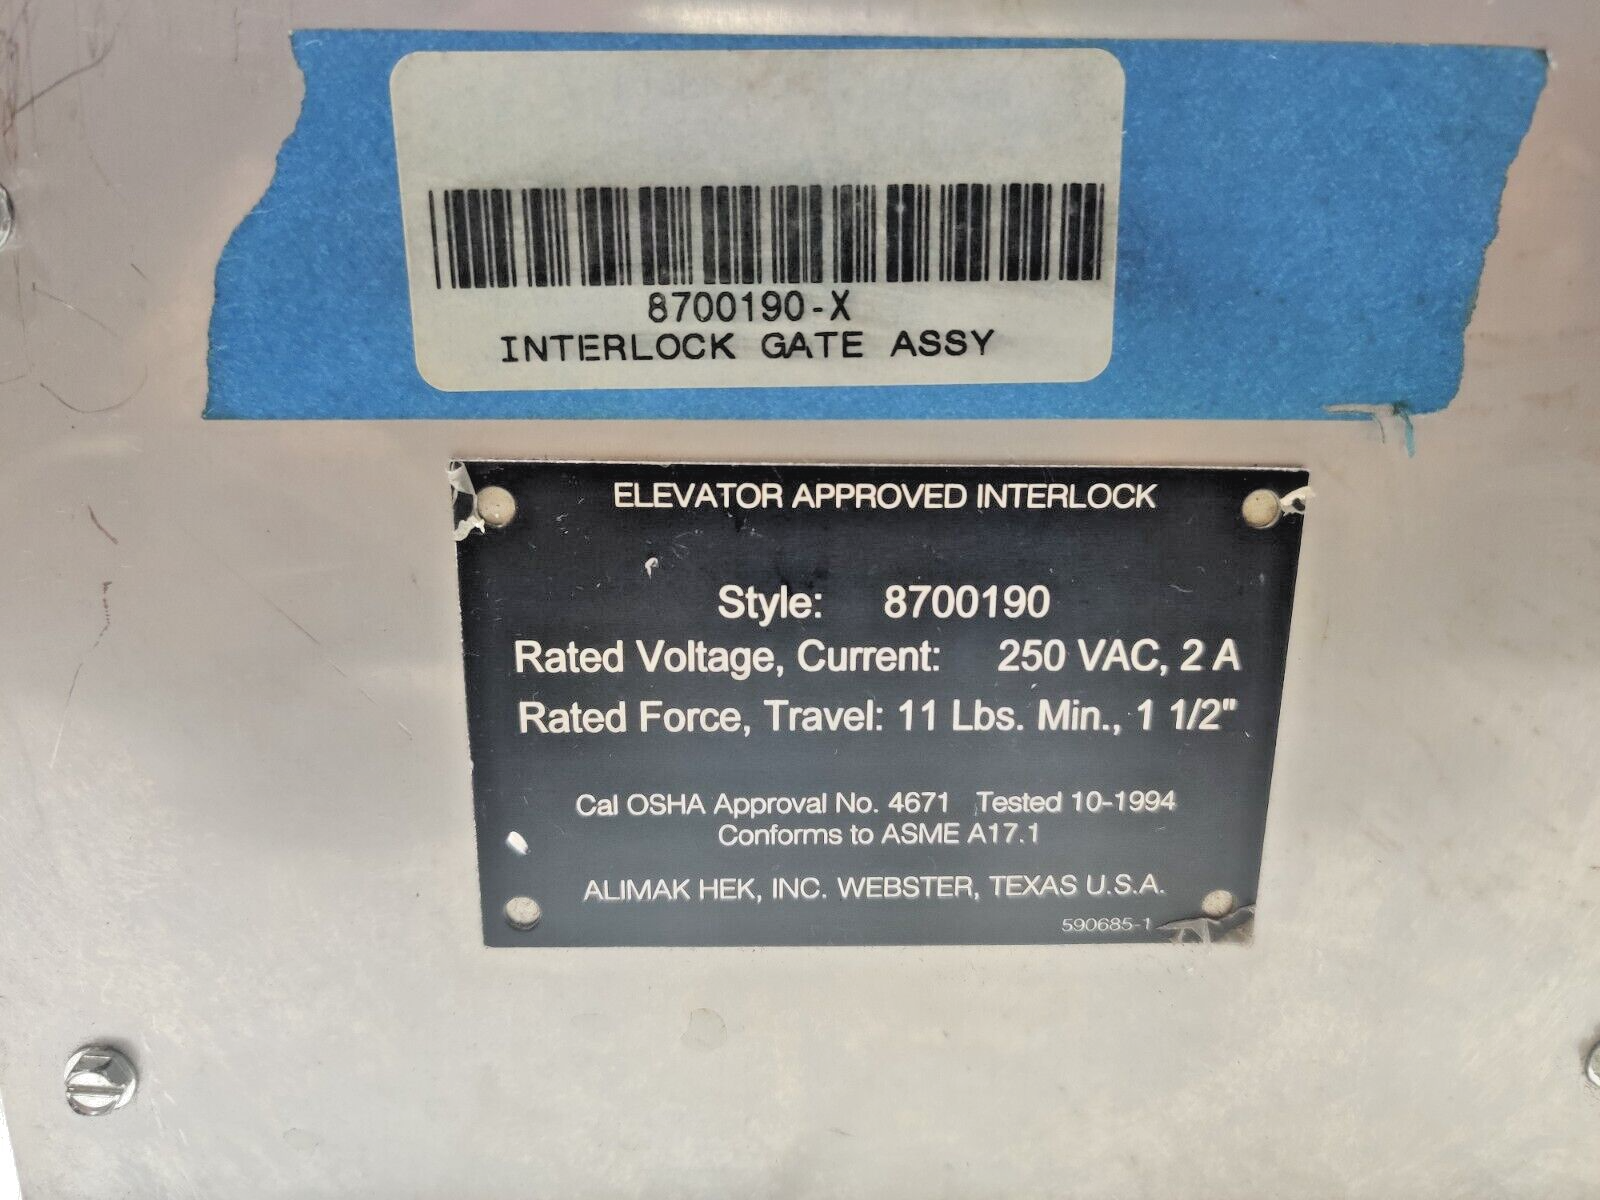 8700190-X
INTERLOCK GATE ASSY
ELEVATOR APPROVED INTERLOCK
Style: 8700190
Rated Voltage, Current: 250 VAC, 2 A
Rated Force, Travel: 11 Lbs. Min., 1 1/2"
Cal OSHA Approval No. 4671 Tested 10-1994
Conforms to ASME A17.1
ALIMAK HEK, INC. WEBSTER, TEXAS U.S.A.
590685-1